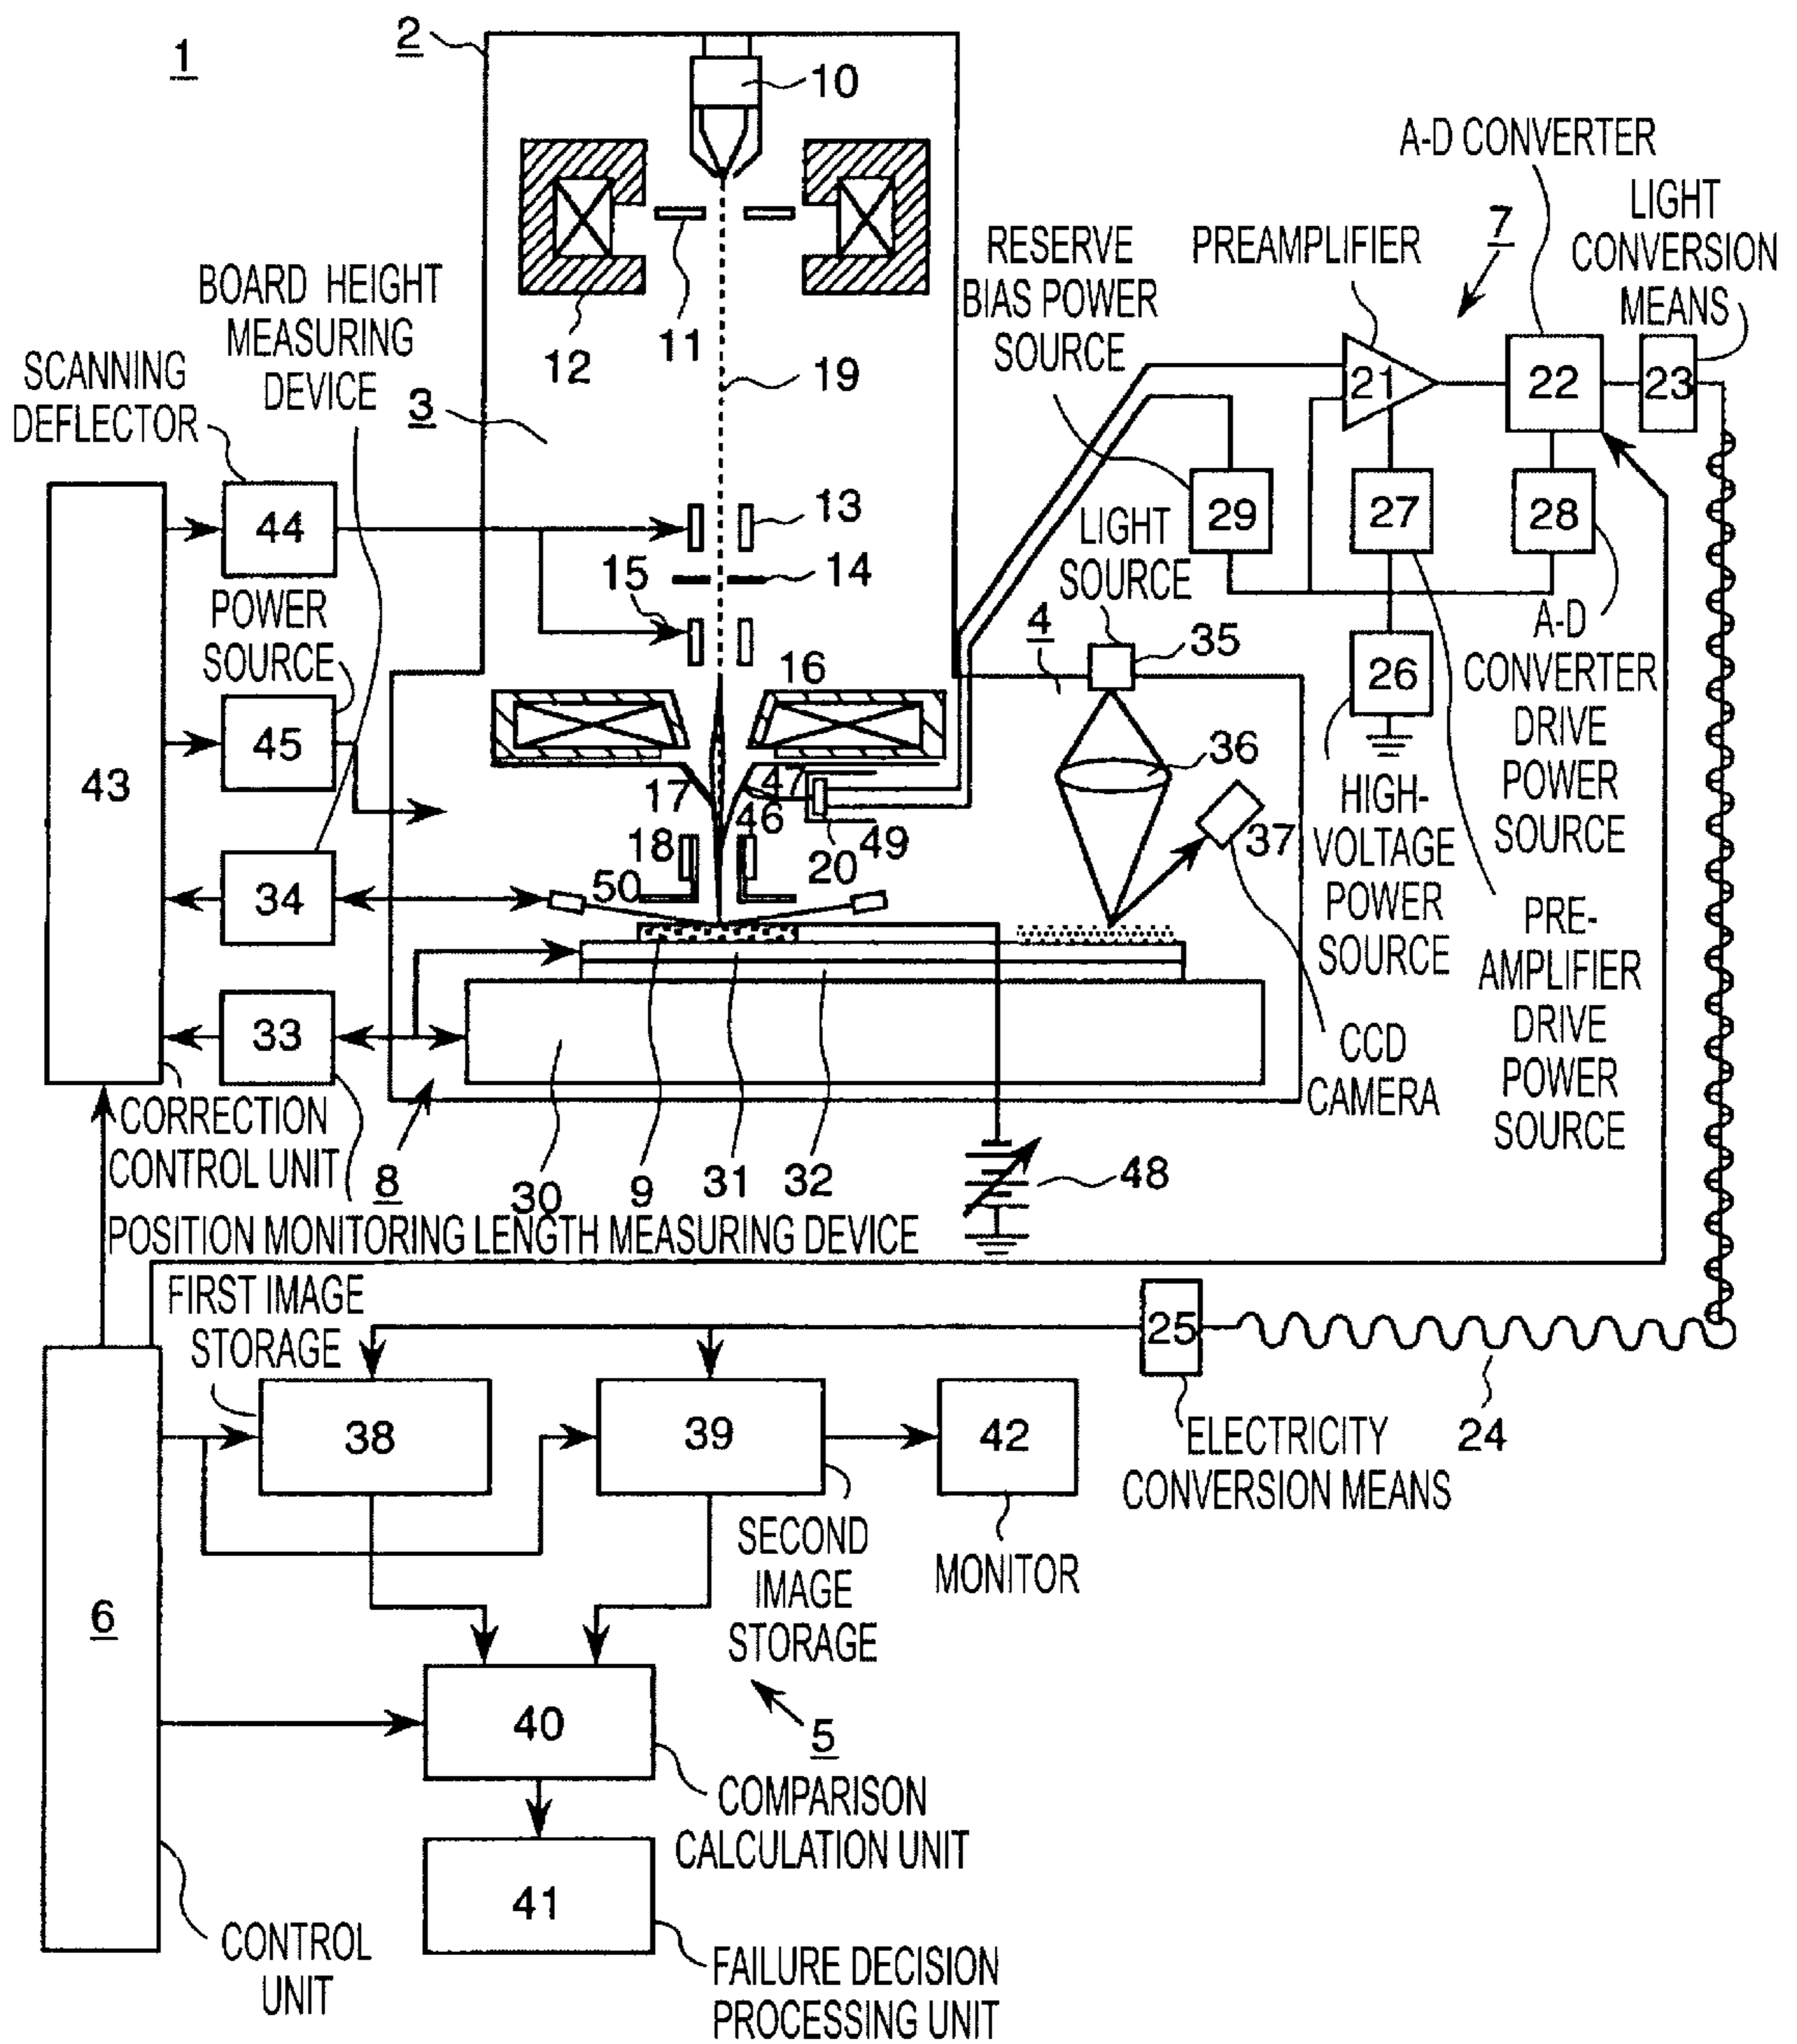 1
2
10
A-D CONVERTER
LIGHT
CONVERSION
MEANS
7
PREAMPLIFIER
RESERVE
BIAS POWER
SOURCE
BOARD HEIGHT
MEASURING
DEVICE
12
11
19
SCANNING
DEFLECTOR
3
21
22
23
44
13
29
27
28
LIGHT
SOURCE
15
14
POWER
SOURCE
4
35
26
A-D
CONVERTER
DRIVE
POWER
SOURCE
16
45
43
36
17
47
46
37
HIGH-
VOLTAGE
POWER
SOURCE
18
20
49
34
50
PRE-
AMPLIFIER
DRIVE
POWER
SOURCE
33
CCD
CAMERA
CORRECTION
CONTROL UNIT
8
30
9
31
32
48
POSITION MONITORING LENGTH MEASURING DEVICE
FIRST IMAGE
STORAGE
25
24
38
39
42
ELECTRICITY
CONVERSION MEANS
SECOND
IMAGE
STORAGE
MONITOR
6
40
5
COMPARISON
CALCULATION UNIT
41
CONTROL
UNIT
FAILURE DECISION
PROCESSING UNIT